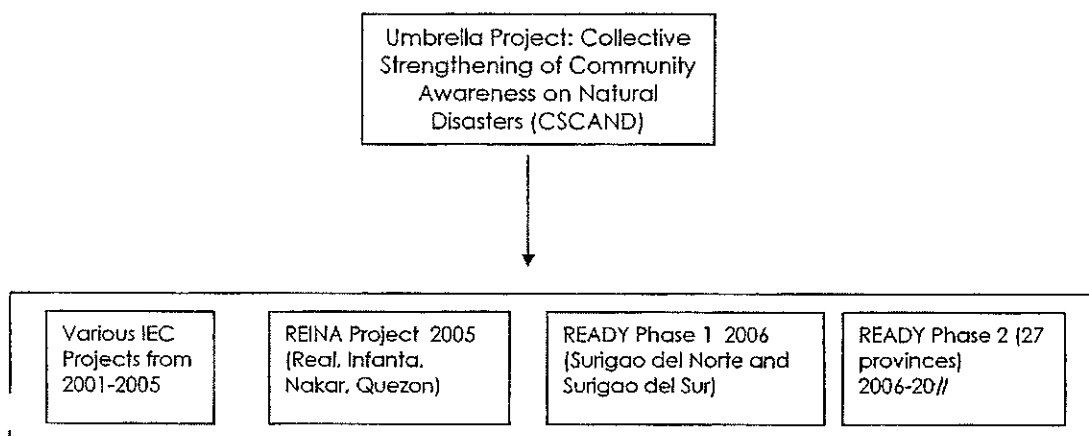 Umbrella Project: Collective
Strengthening of Community
Awareness on Natural
Disasters (CSCAND)
Various IEC
Projects from
2001-2005
REINA Project 2005
(Real, Infanta,
Nakar, Quezon)
READY Phase 1 2006
(Surigao del Norte and
Surigao del Sur)
READY Phase 2 (27
provinces)
2006-20//